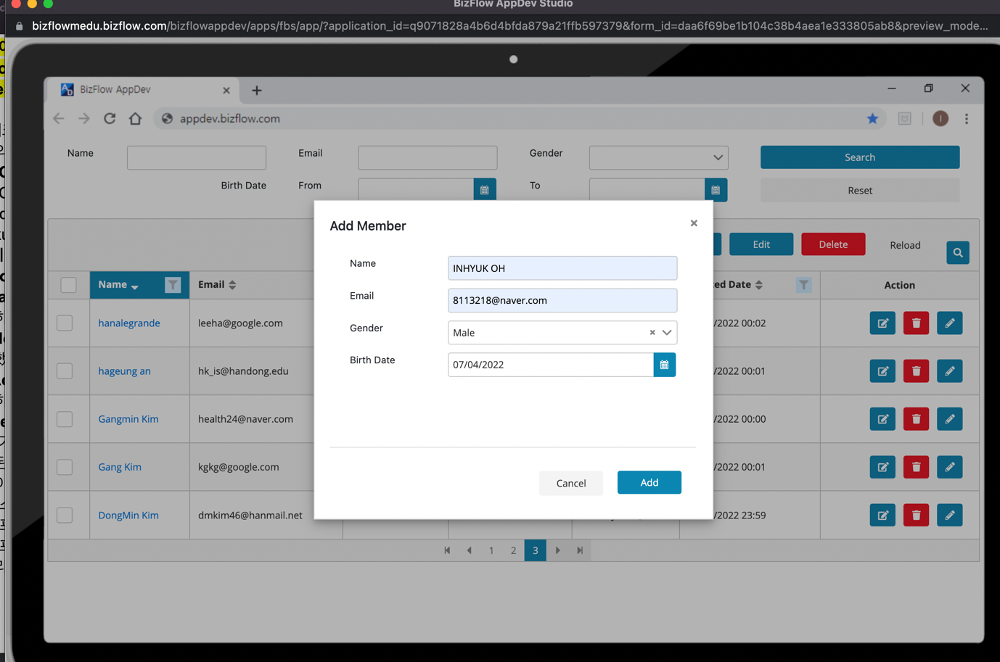 BizFlow AppDev Studio
bizflowmedu.bizflow.com/bizflowappdev/apps/fbs/app/?application_id=q9071828a4b6d4bfda879a21ffb597379&form_id=daa6f69be1b104c38b4aea1e333805ab8&preview_mode...
BizFlow AppDev
appdev.bizflow.com
I
Name
Email
Gender
Search
Birth Date
From
To
Reset
Add Member
Edit
Delete
Reload
Name
INHYUK OH
Email
8113218@naver.com
Gender
Male
Birth Date
07/04/2022
Cancel
Add
Name
Email
Date
Action
hanalegrande
leeha@google.com
/2022 00:02
hageung an
hk_is@handong.edu
/2022 00:01
Gangmin Kim
health24@naver.com
/2022 00:00
Gang Kim
kgkg@google.com
/2022 00:01
DongMin Kim
dmkim46@hanmail.net
/2022 23:59
1 2 3